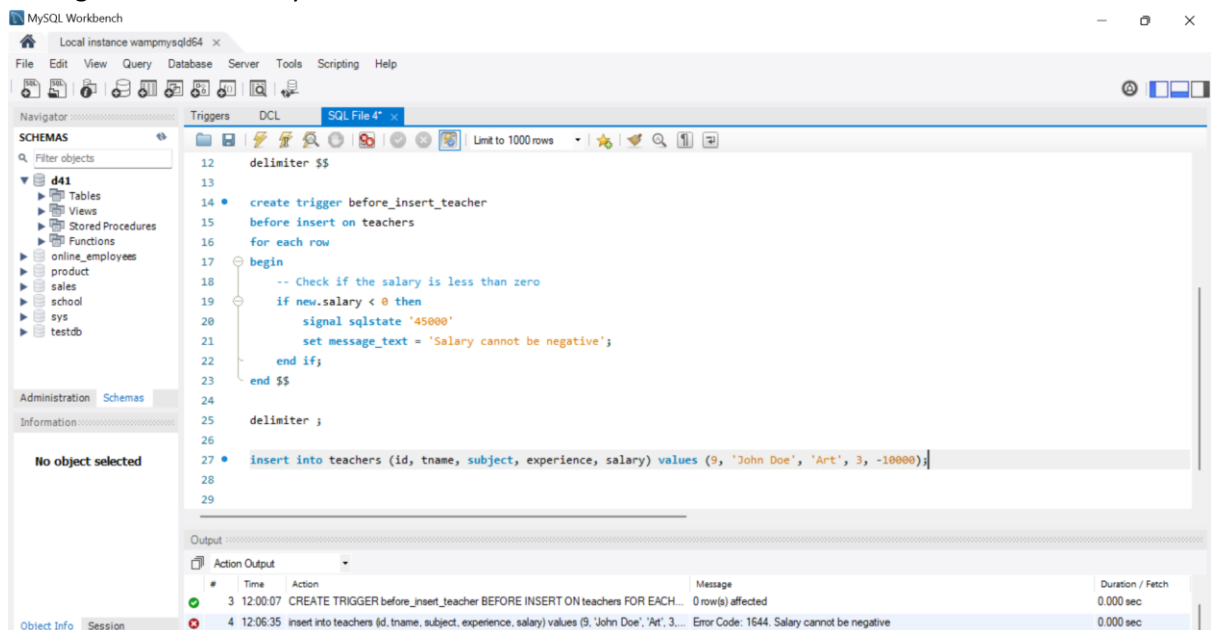 MySQL Workbench
Local instance wampmysqld64 ×
File Edit View Query Database Server Tools Scripting Help
Navigator
SCHEMAS
Filter objects
d41
Tables
Views
Stored Procedures
Functions
online_employees
product
sales
school
sys
testdb
Administration Schemas
Information
No object selected
Object Info Session
Triggers DCL SQL File 4* ×
Limit to 1000 rows
12 delimiter $$
13
14 create trigger before_insert_teacher
15 before insert on teachers
16 for each row
17 begin
18 -- Check if the salary is less than zero
19 if new.salary < 0 then
20 signal sqlstate '45000'
21 set message_text = 'Salary cannot be negative';
22 end if;
23 end $$
24
25 delimiter ;
26
27 insert into teachers (id, tname, subject, experience, salary) values (9, 'John Doe', 'Art', 3, -10000);
28
29
Output
Action Output
# Time Action Message Duration / Fetch
3 12:00:07 CREATE TRIGGER before_insert_teacher BEFORE INSERT ON teachers FOR EACH... 0 row(s) affected 0.000 sec
4 12:06:35 insert into teachers (id, tname, subject, experience, salary) values (9, 'John Doe', 'Art', 3,... Error Code: 1644. Salary cannot be negative 0.000 sec